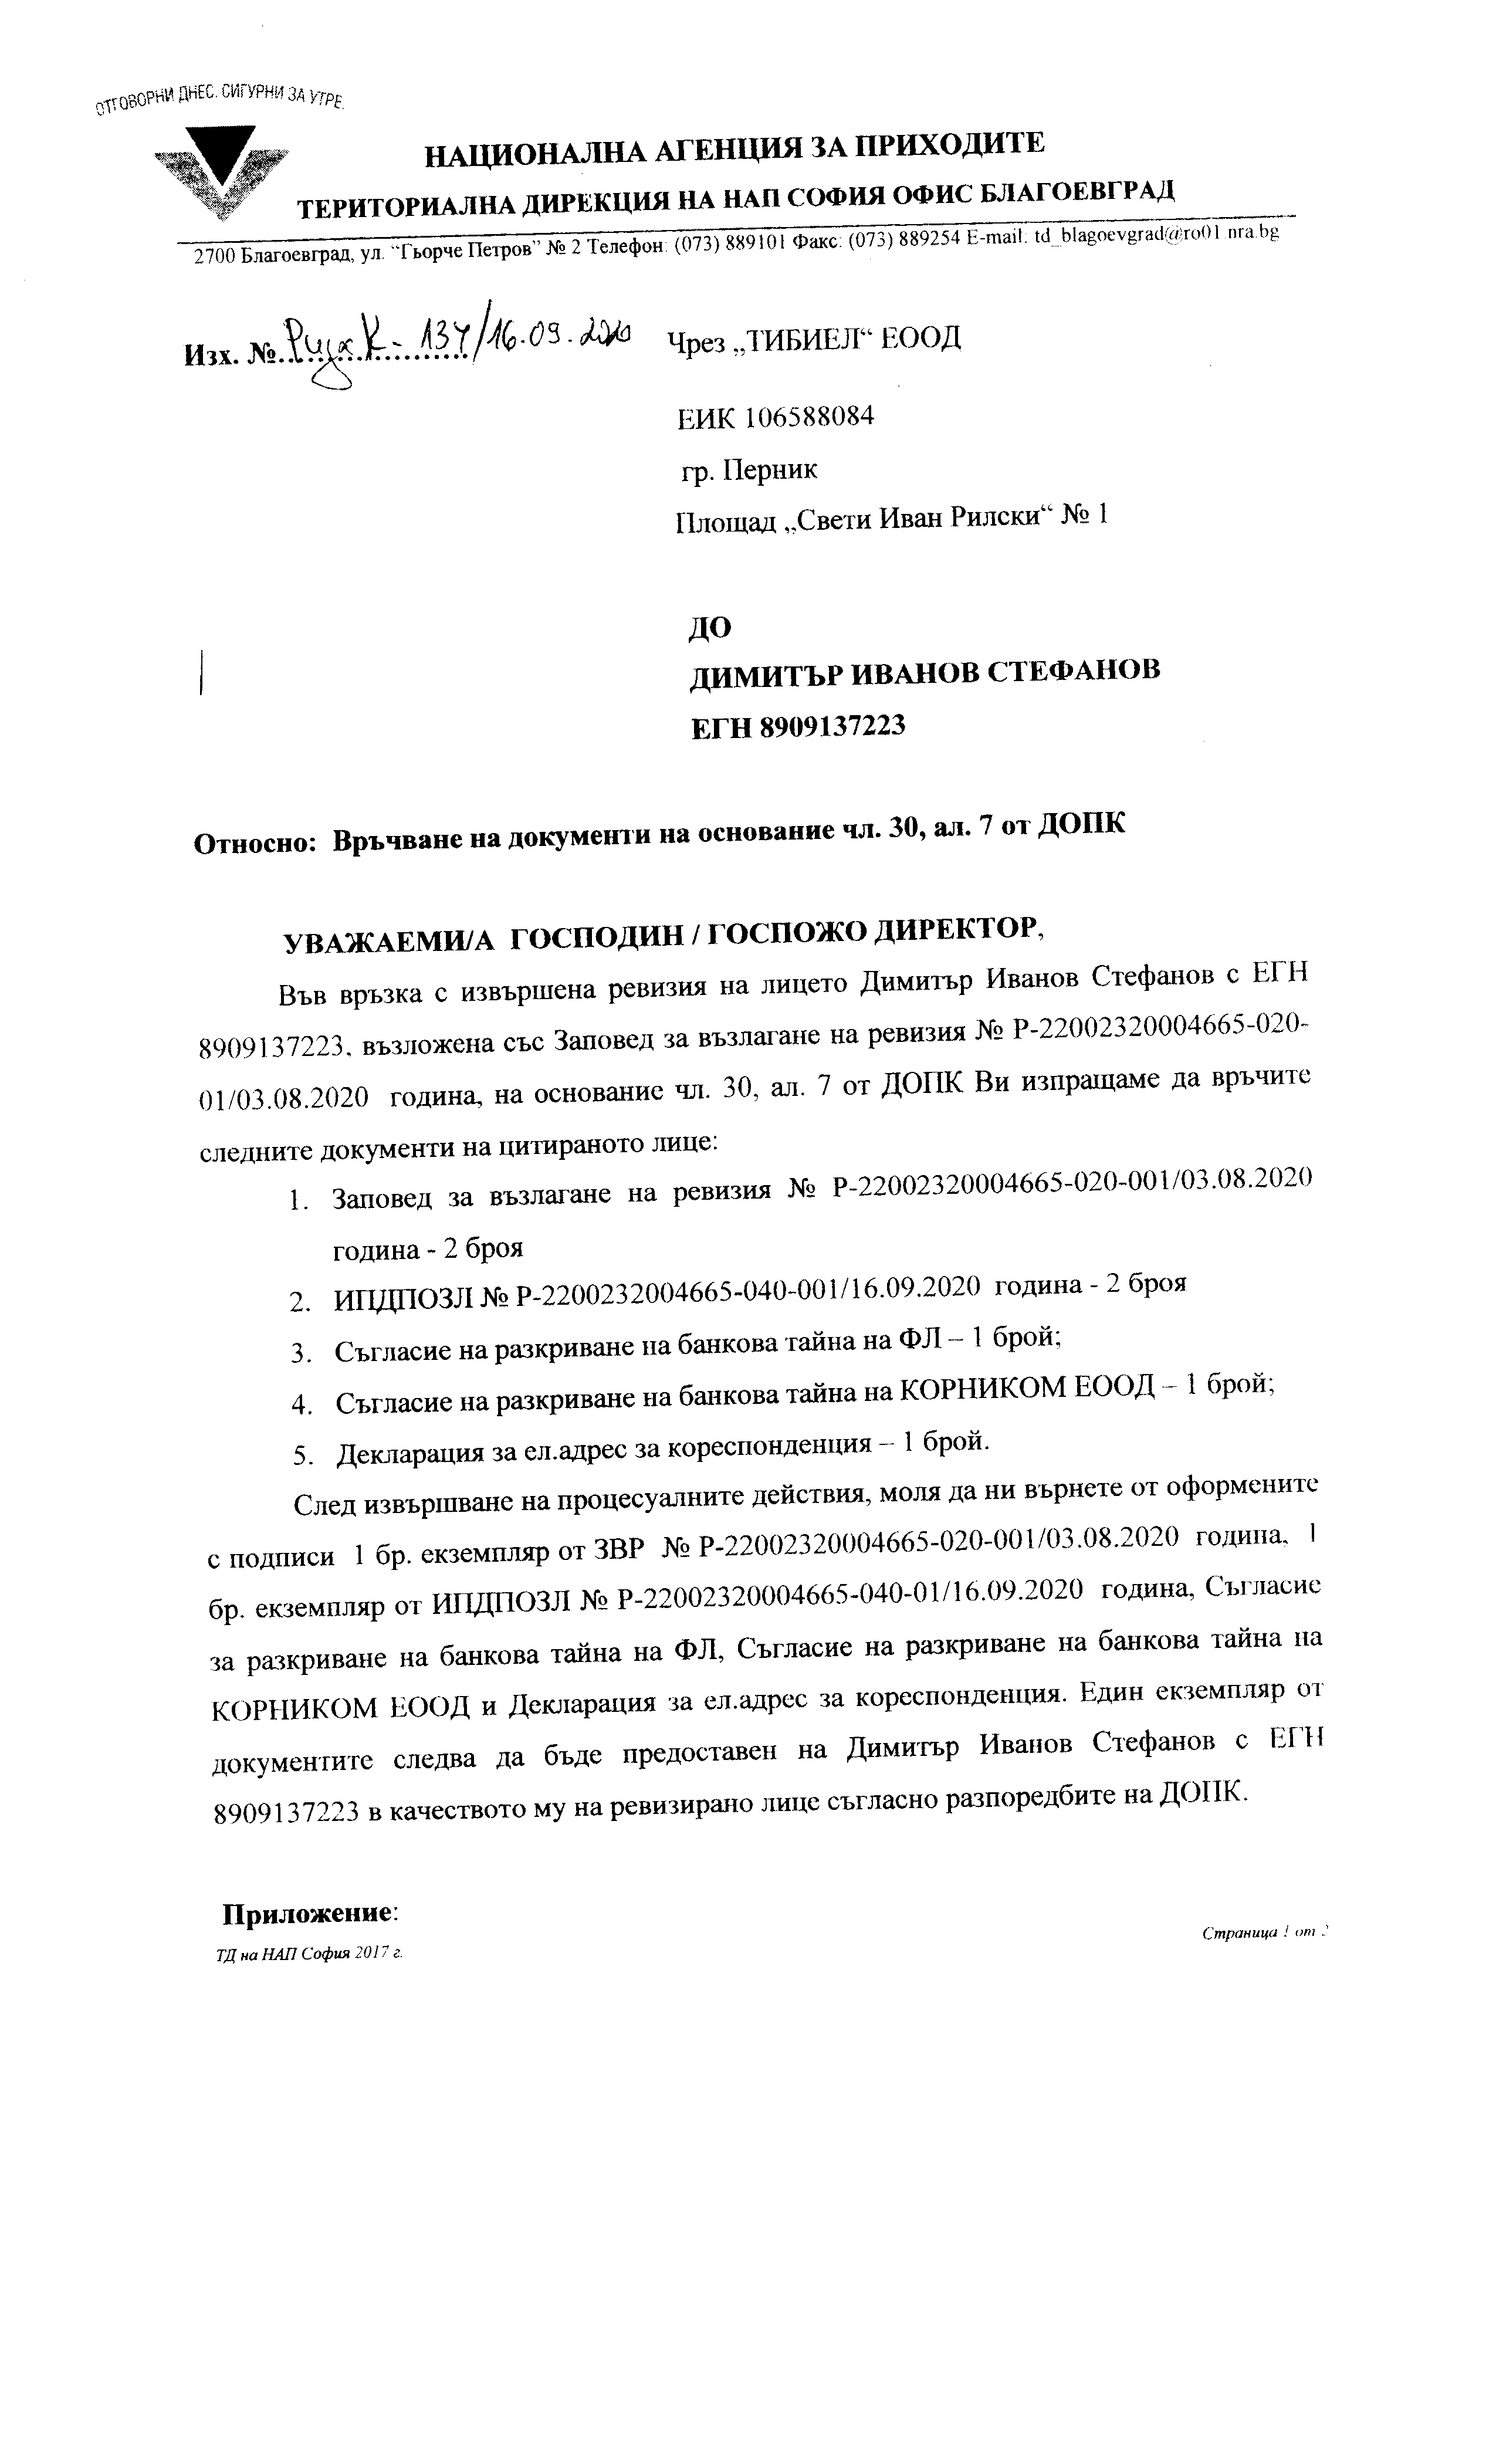 ОТГОВОРНИ ДНЕС. СИГУРНИ ЗА УТРЕ.
НАЦИОНАЛНА АГЕНЦИЯ ЗА ПРИХОДИТЕ
ТЕРИТОРИАЛНА ДИРЕКЦИЯ НА НАП СОФИЯ ОФИС БЛАГОЕВГРАД
2700 Благоевград, ул. "Гьорче Петров" № 2 Телефон: (073) 889101 Факс: (073) 889254 E-mail: td_blagoevgrad@ro01.nra.bg
Изх. № К- 134/16.09.2020 Чрез „ТИБИЕЛ“ ЕООД
ЕИК 106588084
гр. Перник
Площад „Свети Иван Рилски“ № 1
ДО
ДИМИТЪР ИВАНОВ СТЕФАНОВ
ЕГН 8909137223
Относно: Връчване на документи на основание чл. 30, ал. 7 от ДОПК
УВАЖАЕМИ/А ГОСПОДИН / ГОСПОЖО ДИРЕКТОР,
Във връзка с извършена ревизия на лицето Димитър Иванов Стефанов с ЕГН
8909137223, възложена със Заповед за възлагане на ревизия № Р-22002320004665-020-
01/03.08.2020 година, на основание чл. 30, ал. 7 от ДОПК Ви изпращаме да връчите
следните документи на цитираното лице:
1. Заповед за възлагане на ревизия № Р-22002320004665-020-001/03.08.2020
година - 2 броя
2. ИПДПОЗЛ № Р-2200232004665-040-001/16.09.2020 година - 2 броя
3. Съгласие на разкриване на банкова тайна на ФЛ – 1 брой;
4. Съгласие на разкриване на банкова тайна на КОРНИКОМ ЕООД – 1 брой;
5. Декларация за ел.адрес за кореспонденция – 1 брой.
След извършване на процесуалните действия, моля да ни върнете от оформените
с подписи 1 бр. екземпляр от ЗВР № Р-22002320004665-020-001/03.08.2020 година, 1
бр. екземпляр от ИПДПОЗЛ № Р-22002320004665-040-01/16.09.2020 година, Съгласие
за разкриване на банкова тайна на ФЛ, Съгласие на разкриване на банкова тайна на
КОРНИКОМ ЕООД и Декларация за ел.адрес за кореспонденция. Един екземпляр от
документите следва да бъде предоставен на Димитър Иванов Стефанов с ЕГН
8909137223 в качеството му на ревизирано лице съгласно разпоредбите на ДОПК.
Приложение:
ТД на НАП София 2017 г.
Страница 1 от 2